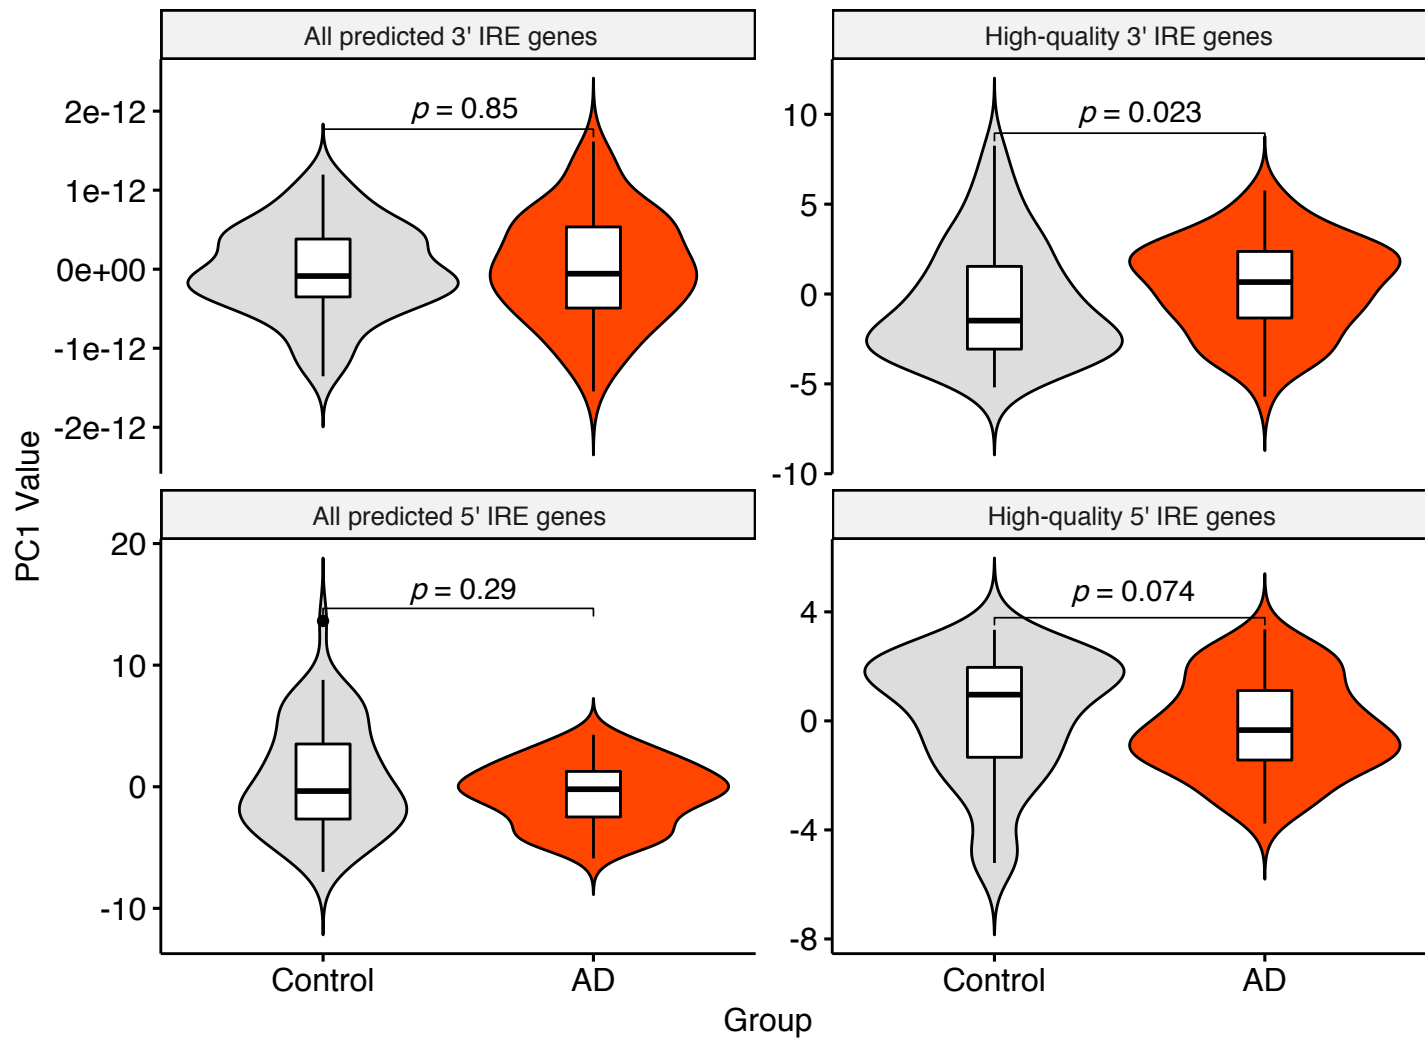 All predicted 3' IRE genes
High-quality 3' IRE genes
2e-12
1e-12
0e+00
-1e-12
-2e-12
p = 0.85
10
5
0
-5
-10
p = 0.023
PC1 Value
All predicted 5' IRE genes
High-quality 5' IRE genes
20
10
0
-10
p = 0.29
4
0
-4
-8
p = 0.074
Control
AD
Control
AD
Group